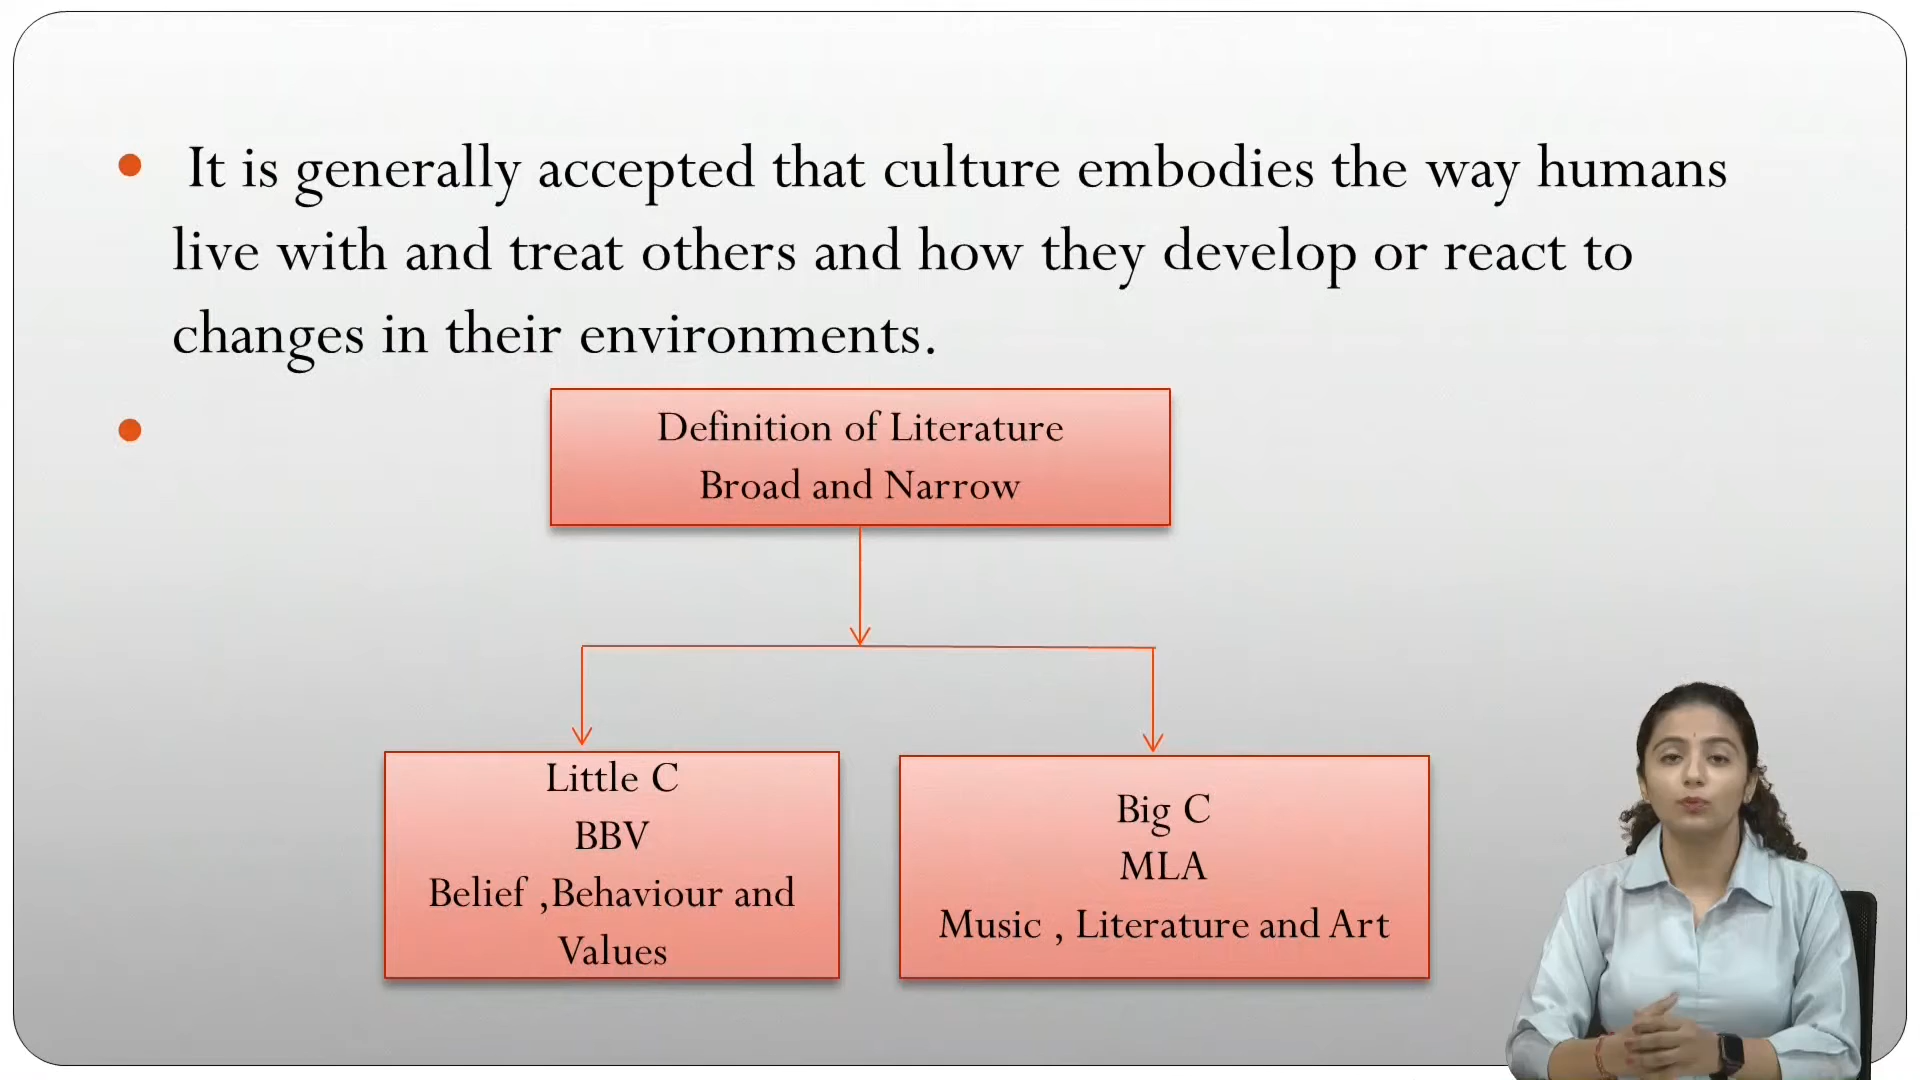 It is generally accepted that culture embodies the way humans
live with and treat others and how they develop or react to
changes in their environments.
Definition of Literature
Broad and Narrow
Little C
BBV
Belief ,Behaviour and
Values
Big C
MLA
Music , Literature and Art